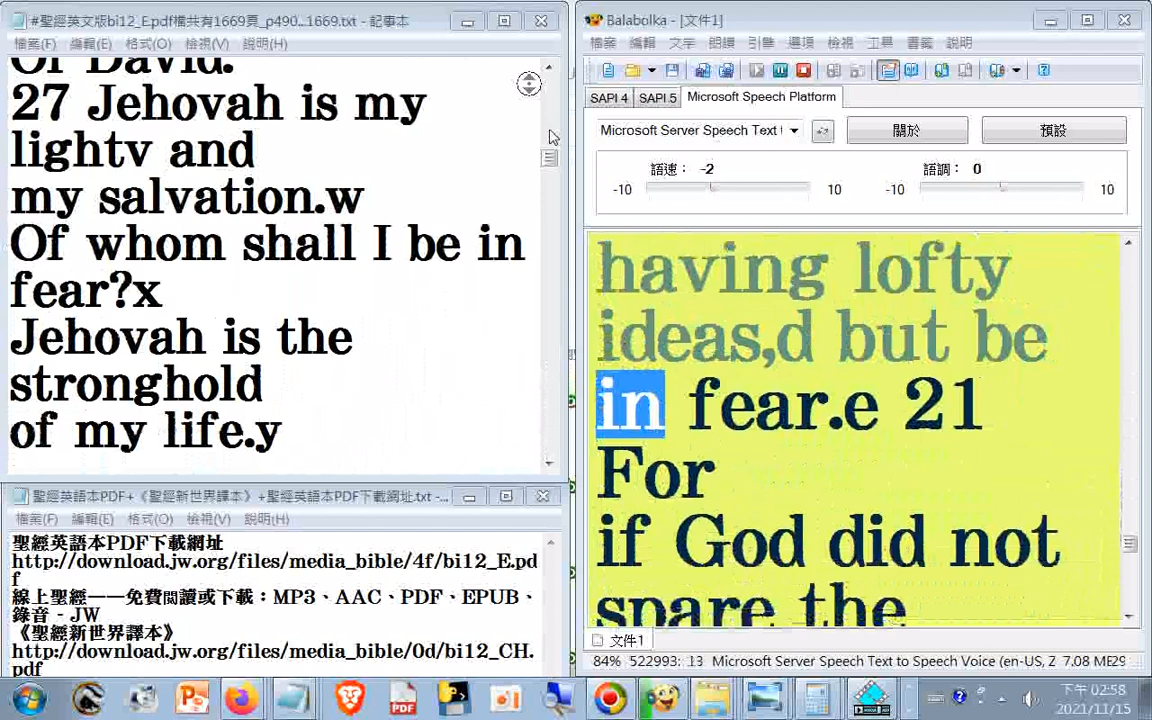 #聖經英文版bi12_E.pdf檔共有1669頁_p490...1669.txt - 記事本
檔案(F) 編輯(E) 格式(O) 檢視(V) 說明(H)
Of David.
27 Jehovah is my
lightv and
my salvation.w
Of whom shall I be in
fear?x
Jehovah is the
stronghold
of my life.y
聖經英語本PDF+《聖經新世界譯本》+聖經英語本PDF下載網址.txt -...
檔案(F) 編輯(E) 格式(O) 檢視(V) 說明(H)
聖經英語本PDF下載網址
http://download.jw.org/files/media_bible/4f/bi12_E.pd
f
線上聖經——免費閱讀或下載：MP3、AAC、PDF、EPUB、
錄音 - JW
《聖經新世界譯本》
http://download.jw.org/files/media_bible/0d/bi12_CH.
pdf
Balabolka - [文件1]
檔案 編輯 文字 朗讀 引擎 選項 檢視 工具 書籤 說明
SAPI 4 SAPI 5 Microsoft Speech Platform
Microsoft Server Speech Text 關於 預設
語速： -2 語調： 0
-10 10 -10 10
having lofty
ideas,d but be
in fear.e 21
For
if God did not
spare the
文件1
84% 522993: 13 Microsoft Server Speech Text to Speech Voice (en-US, Z 7.08 ME29
下午 02:58
2021/11/15